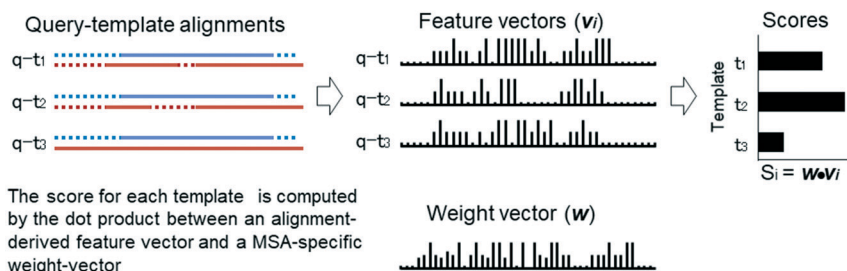 Query-template alignments
q−t1
q−t2
q−t3
The score for each template is computed
by the dot product between an alignment-
derived feature vector and a MSA-specific
weight-vector
Feature vectors (vi)
q−t1
q−t2
q−t3
Weight vector (w)
Scores
Template
t1
t2
t3
Si = w•vi